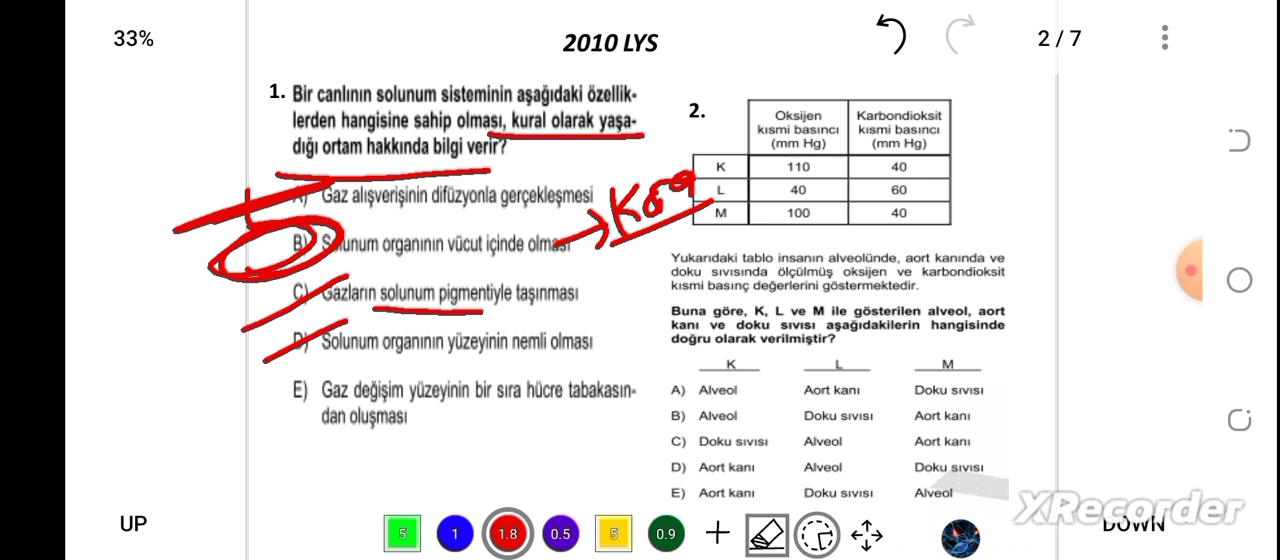 33%
2010 LYS
2 / 7
1. Bir canlının solunum sisteminin aşağıdaki özellik-
lerden hangisine sahip olması, kural olarak yaşa-
dığı ortam hakkında bilgi verir?
A) Gaz alışverişinin difüzyonla gerçekleşmesi
B) Solunum organının vücut içinde olması
C) Gazların solunum pigmentiyle taşınması
D) Solunum organının yüzeyinin nemli olması
E) Gaz değişim yüzeyinin bir sıra hücre tabakasın-
dan oluşması
2.
Oksijen kısmi basıncı (mm Hg) Karbondioksit kısmi basıncı (mm Hg)
K 110 40
L 40 60
M 100 40
Yukarıdaki tablo insanın alveolünde, aort kanında ve
doku sıvısında ölçülmüş oksijen ve karbondioksit
kısmi basınç değerlerini göstermektedir.
Buna göre, K, L ve M ile gösterilen alveol, aort
kanı ve doku sıvısı aşağıdakilerin hangisinde
doğru olarak verilmiştir?
K L M
A) Alveol Aort kanı Doku sıvısı
B) Alveol Doku sıvısı Aort kanı
C) Doku sıvısı Alveol Aort kanı
D) Aort kanı Alveol Doku sıvısı
E) Aort kanı Doku sıvısı Alveol
XRecorder
UP
5 1 1.8 0.5 5 0.9
DOWN